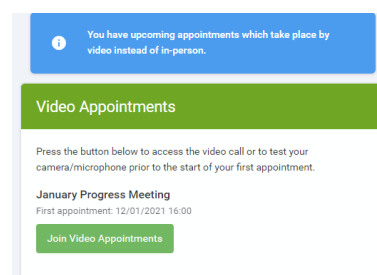 You have upcoming appointments which take place by
video instead of in-person.
Video Appointments
Press the button below to access the video call or to test your
camera/microphone prior to the start of your first appointment.
January Progress Meeting
First appointment: 12/01/2021 16:00
Join Video Appointments